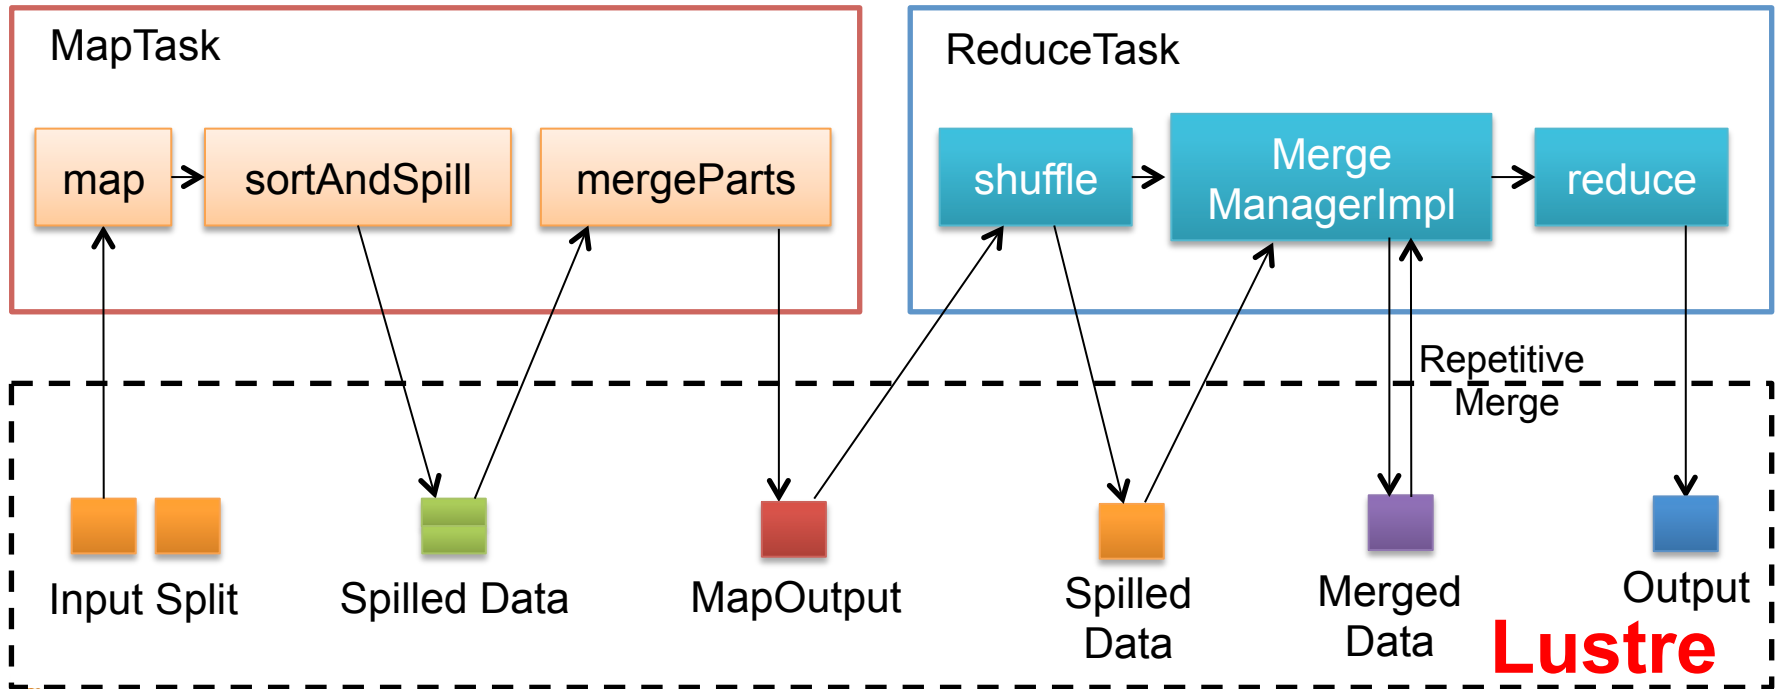 MapTask
ReduceTask
map
sortAndSpill
mergeParts
shuffle
Merge
ManagerImpl
reduce
Repetitive
Merge
Input Split
Spilled Data
MapOutput
Spilled
Data
Merged
Data
Output
Lustre